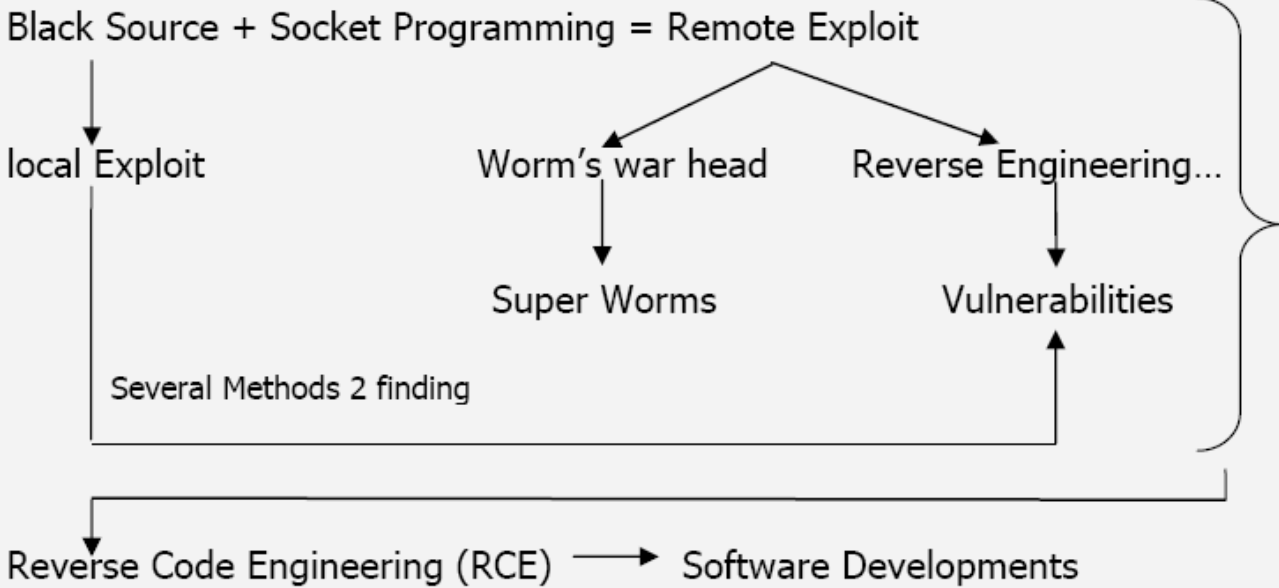 Black Source + Socket Programming = Remote Exploit
local Exploit
Worm's war head
Reverse Engineering...
Super Worms
Vulnerabilities
Several Methods 2 finding
Reverse Code Engineering (RCE)
Software Developments